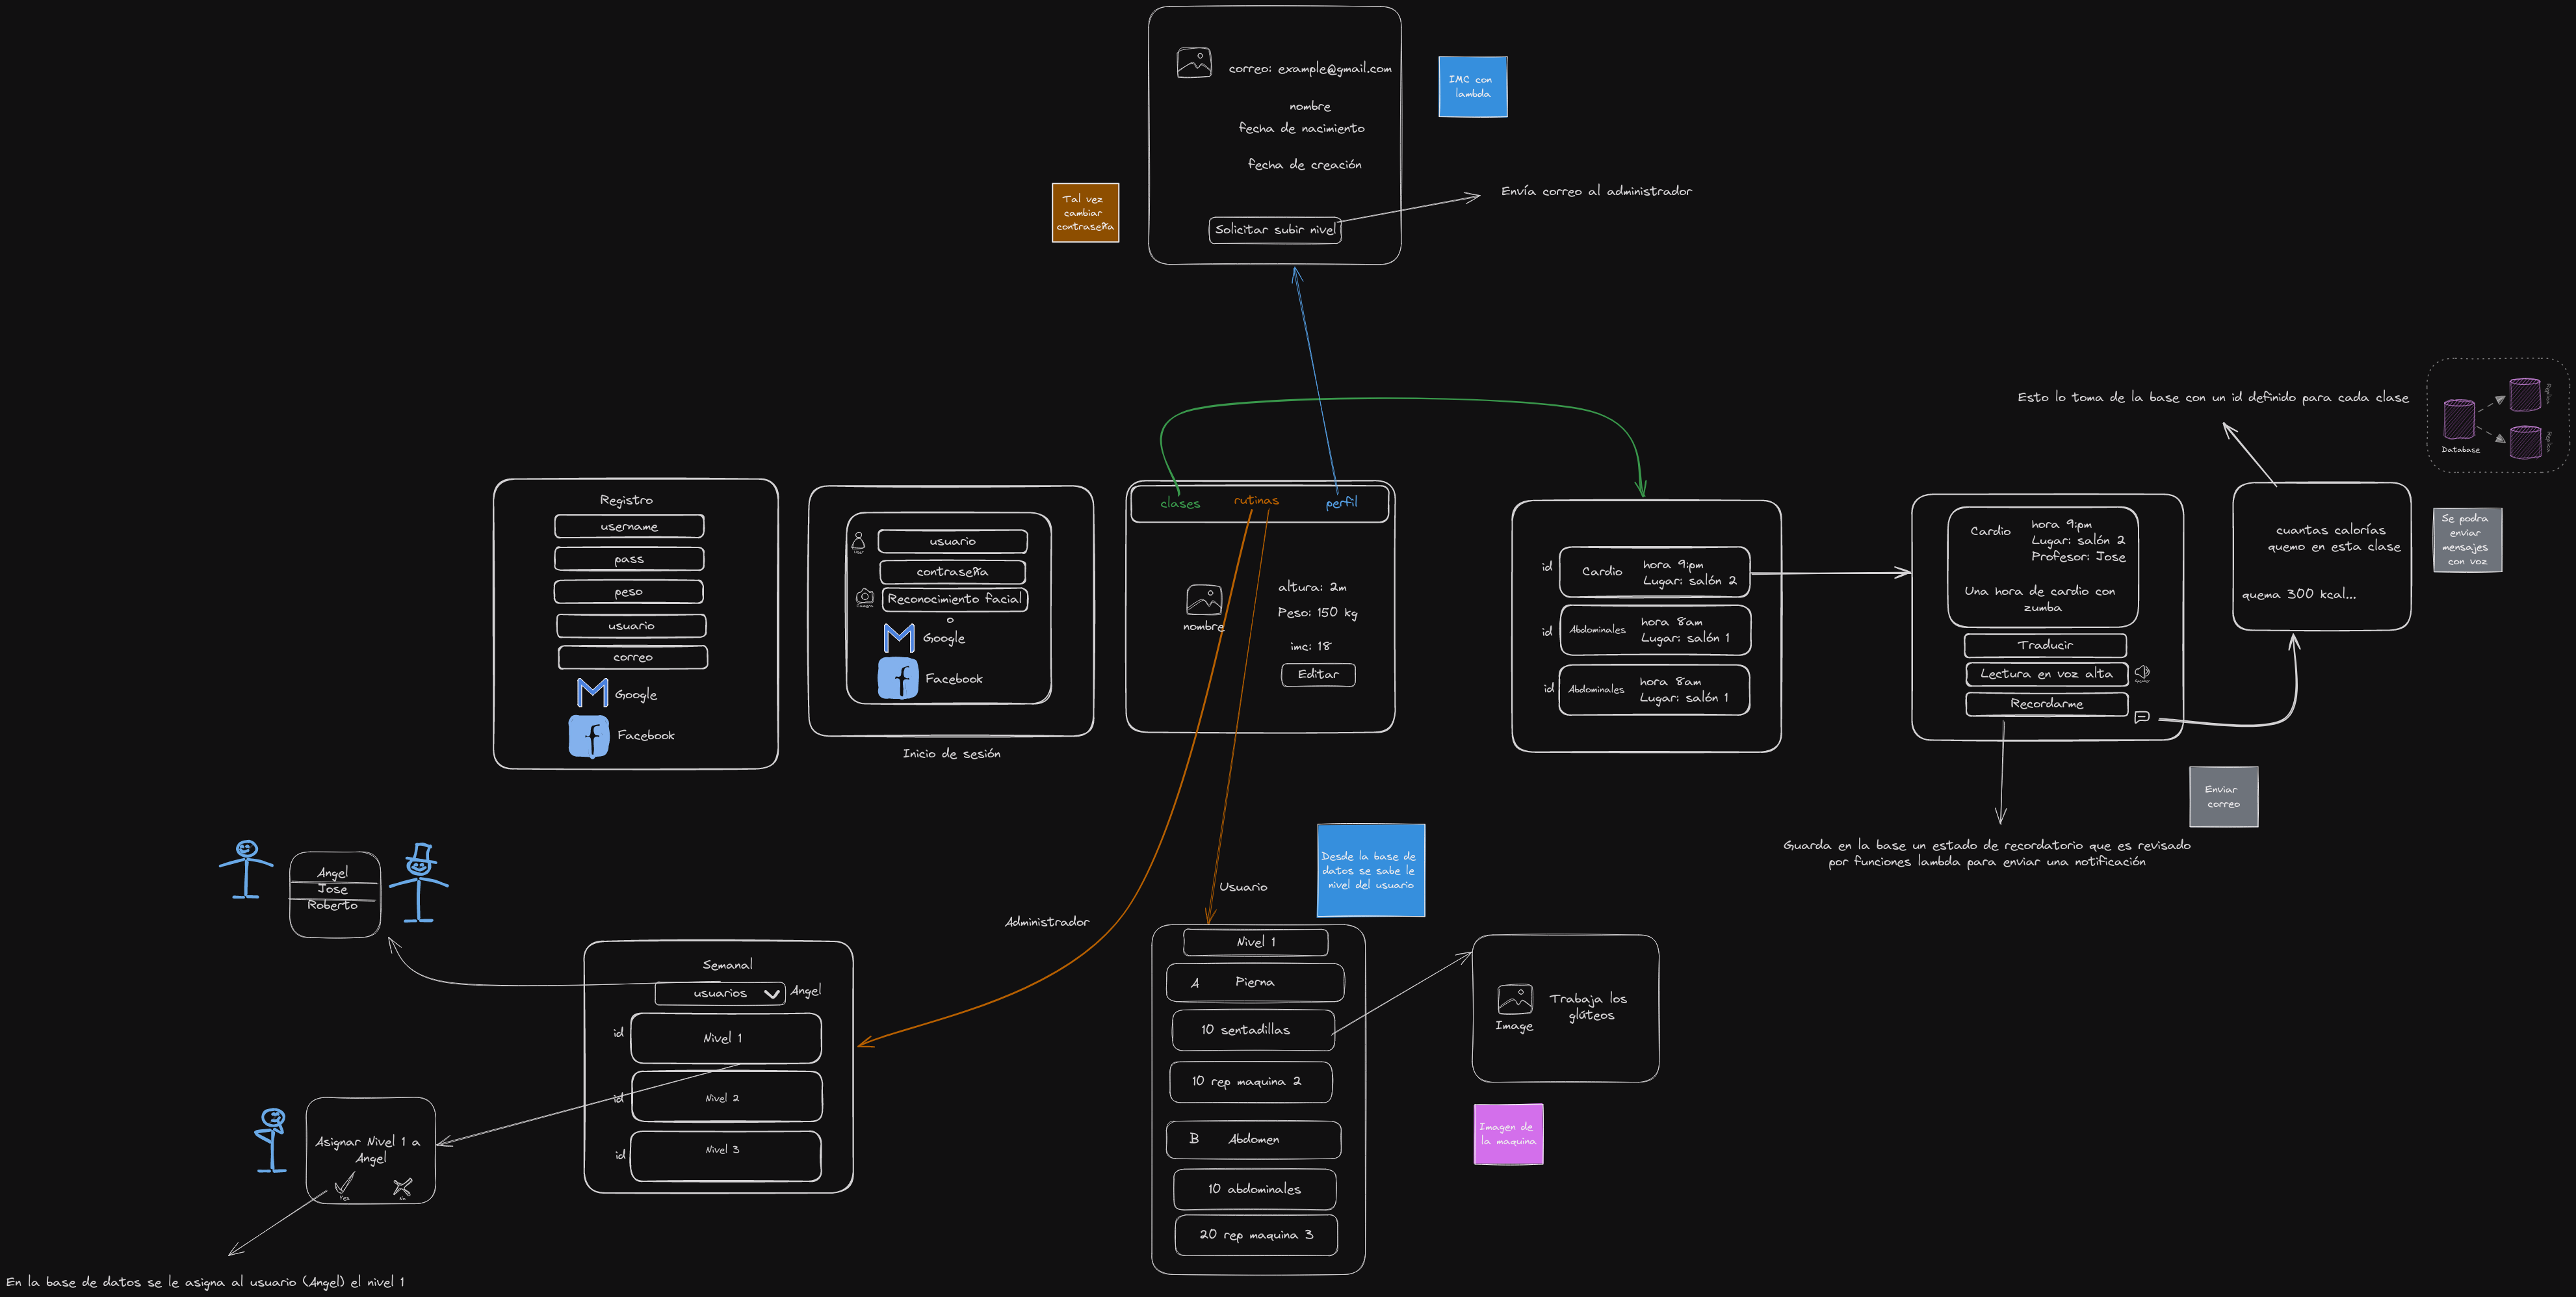 correo: example@gmail.com
nombre
fecha de nacimiento
fecha de creación
Solicitar subir nivel
IMC con
lambda
Tal vez
cambiar
contraseña
Envía correo al administrador
Registro
username
pass
peso
usuario
correo
Google
Facebook
User
usuario
contraseña
Camera
Reconocimiento facial
o
Google
Facebook
Inicio de sesión
clases
rutinas
perfil
nombre
altura: 2m
Peso: 150 kg
imc: 18
Editar
id
Cardio
hora 9:pm
Lugar: salón 2
id
Abdominales
hora 8am
Lugar: salón 1
id
Abdominales
hora 8am
Lugar: salón 1
Cardio
hora 9:pm
Lugar: salón 2
Profesor: Jose
Una hora de cardio con
zumba
Traducir
Lectura en voz alta
Recordarme
Esto lo toma de la base con un id definido para cada clase
Database
Replica
Replica
cuantas calorías
quemo en esta clase
quema 300 kcal...
Se podra
enviar
mensajes
con voz
Enviar
correo
Guarda en la base un estado de recordatorio que es revisado
por funciones lambda para enviar una notificación
Angel
Jose
Roberto
Administrador
Usuario
Desde la base de
datos se sabe le
nivel del usuario
Semanal
usuarios
Angel
id
Nivel 1
id
Nivel 2
id
Nivel 3
Asignar Nivel 1 a
Angel
Yes
No
En la base de datos se le asigna al usuario (Angel) el nivel 1
Nivel 1
A
Pierna
10 sentadillas
10 rep maquina 2
B
Abdomen
10 abdominales
20 rep maquina 3
Image
Trabaja los
glúteos
Imagen de
la maquina